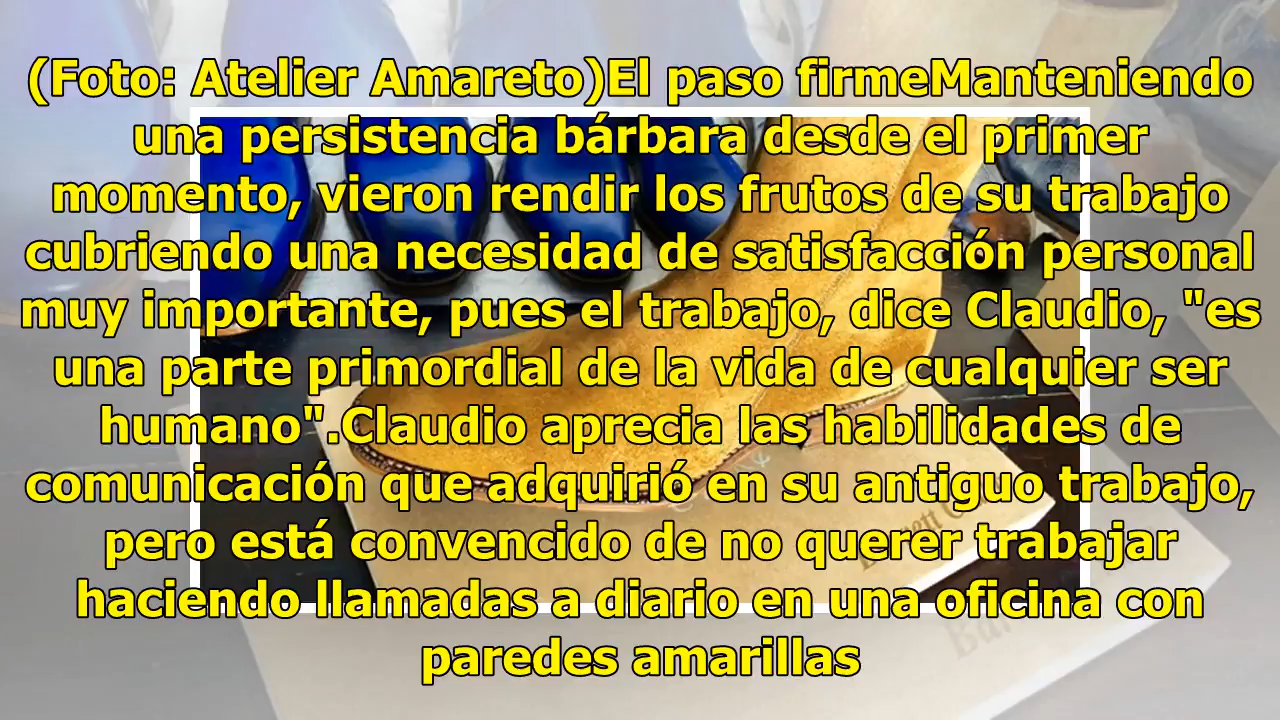 (Foto: Atelier Amareto)El paso firmeManteniendo
una persistencia bárbara desde el primer
momento, vieron rendir los frutos de su trabajo
cubriendo una necesidad de satisfacción personal
muy importante, pues el trabajo, dice Claudio, "es
una parte primordial de la vida de cualquier ser
humano".Claudio aprecia las habilidades de
comunicación que adquirió en su antiguo trabajo,
pero está convencido de no querer trabajar
haciendo llamadas a diario en una oficina con
paredes amarillas